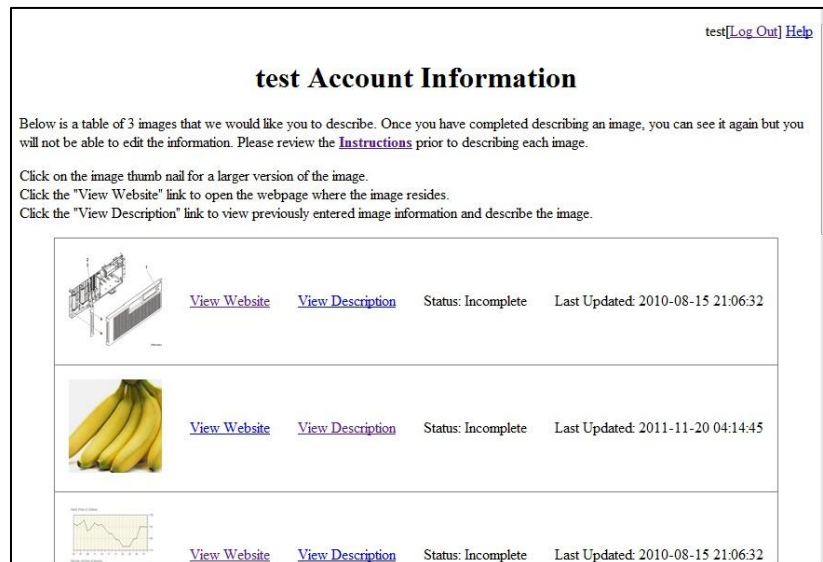 test[Log Out] Help
test Account Information
Below is a table of 3 images that we would like you to describe. Once you have completed describing an image, you can see it again but you
will not be able to edit the information. Please review the Instructions prior to describing each image.
Click on the image thumb nail for a larger version of the image.
Click the "View Website" link to open the webpage where the image resides.
Click the "View Description" link to view previously entered image information and describe the image.
View Website View Description Status: Incomplete Last Updated: 2010-08-15 21:06:32
View Website View Description Status: Incomplete Last Updated: 2011-11-20 04:14:45
View Website View Description Status: Incomplete Last Updated: 2010-08-15 21:06:32